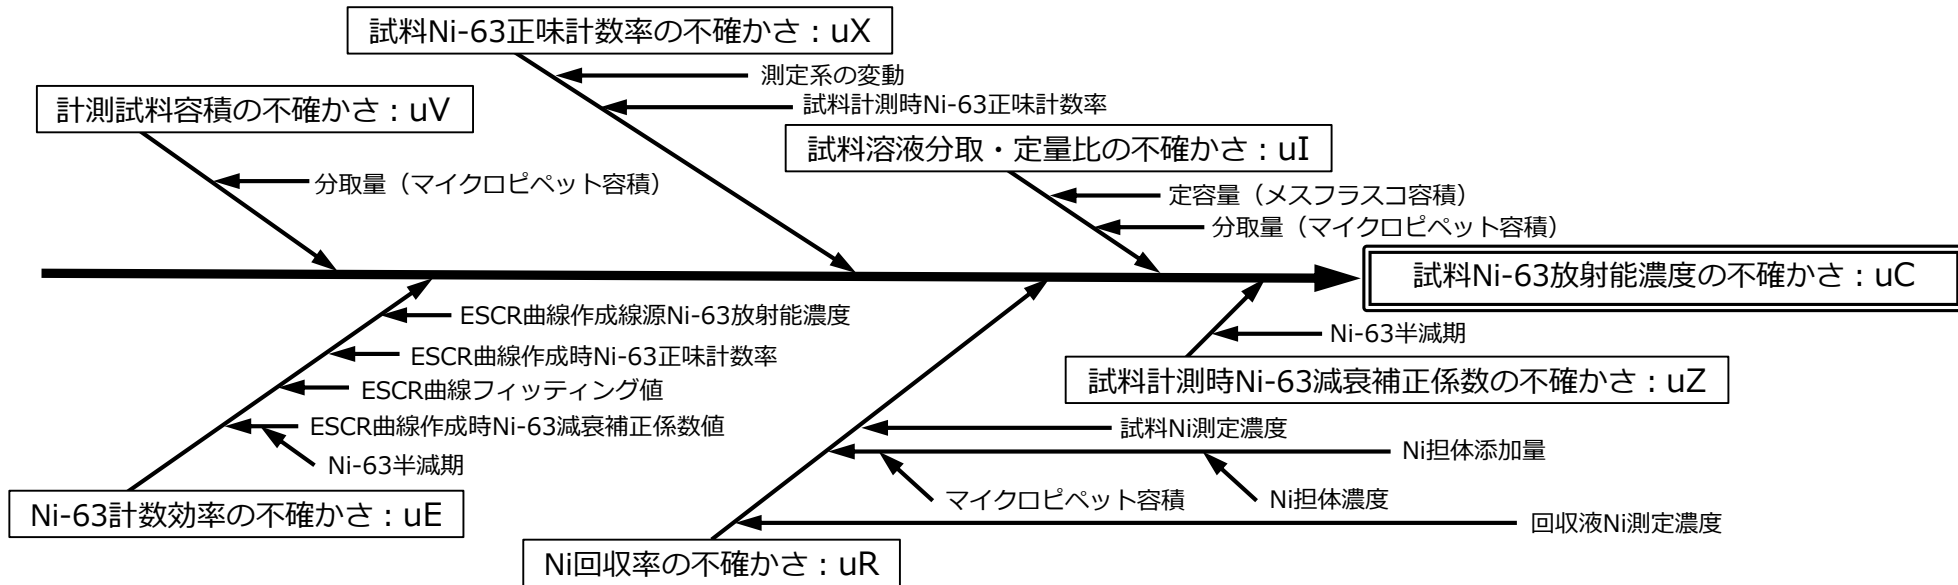 試料Ni-63正味計数率の不確かさ：uX
測定系の変動
試料計測時Ni-63正味計数率
計測試料容積の不確かさ：uV
分取量（マイクロピペット容積）
試料溶液分取・定量比の不確かさ：uI
定容量（メスフラスコ容積）
分取量（マイクロピペット容積）
試料Ni-63放射能濃度の不確かさ：uC
ESCR曲線作成線源Ni-63放射能濃度
ESCR曲線作成時Ni-63正味計数率
ESCR曲線フィッティング値
ESCR曲線作成時Ni-63減衰補正係数値
Ni-63半減期
Ni-63計数効率の不確かさ：uE
Ni-63半減期
試料計測時Ni-63減衰補正係数の不確かさ：uZ
試料Ni測定濃度
Ni担体添加量
マイクロピペット容積
Ni担体濃度
回収液Ni測定濃度
Ni回収率の不確かさ：uR